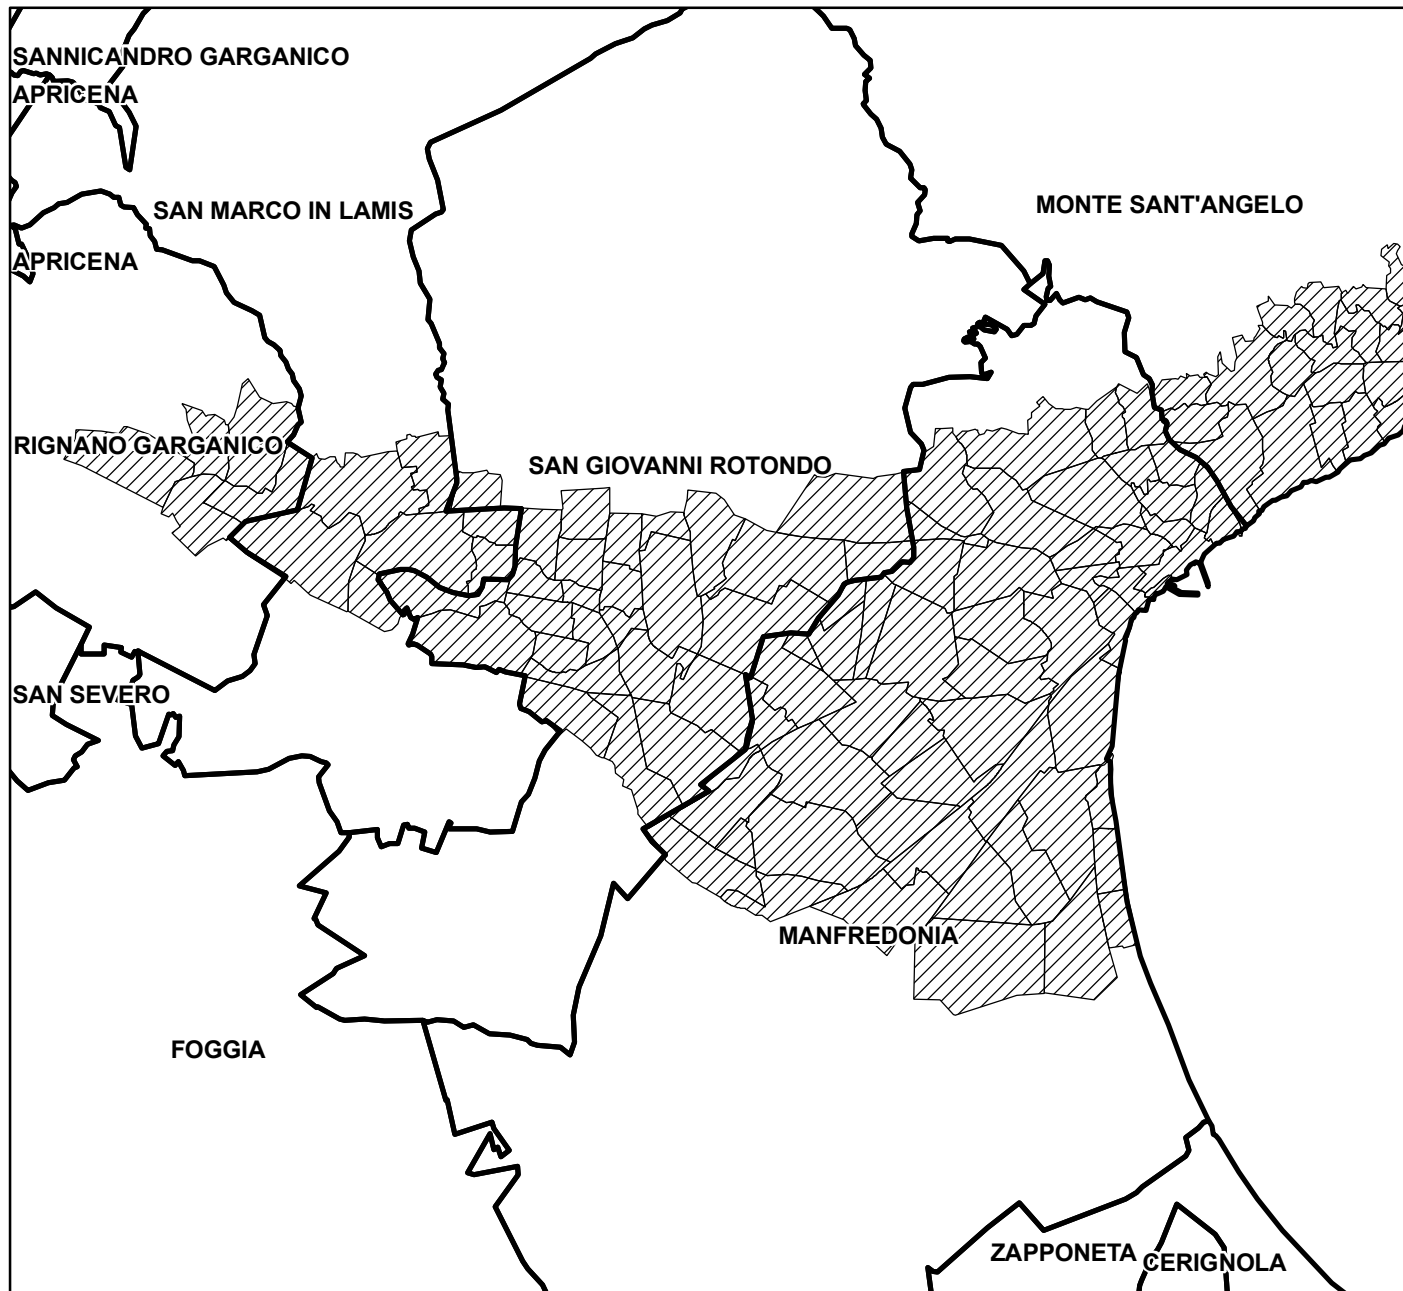 SANNICANDRO GARGANICO
APRICENA
SAN MARCO IN LAMIS
MONTE SANT'ANGELO
APRICENA
RIGNANO GARGANICO
SAN GIOVANNI ROTONDO
SAN SEVERO
MANFREDONIA
FOGGIA
ZAPPONETA
CERIGNOLA